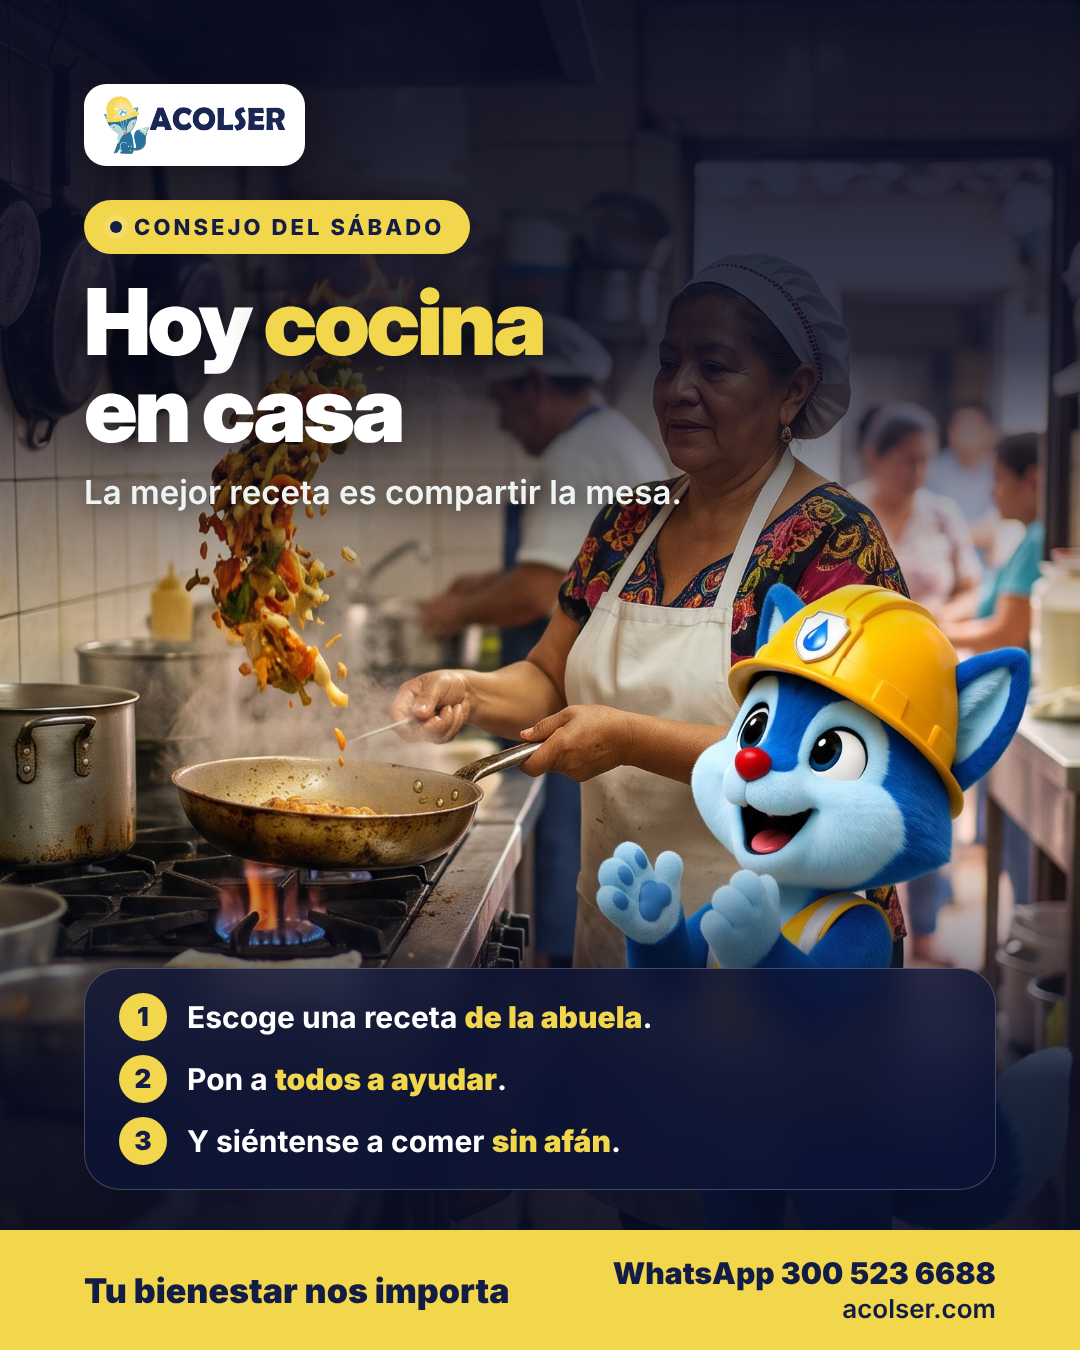 ACOLSER
CONSEJO DEL SÁBADO
Hoy cocina
en casa
La mejor receta es compartir la mesa.
1 Escoge una receta de la abuela.
2 Pon a todos a ayudar.
3 Y siéntense a comer sin afán.
Tu bienestar nos importa
WhatsApp 300 523 6688
acolser.com